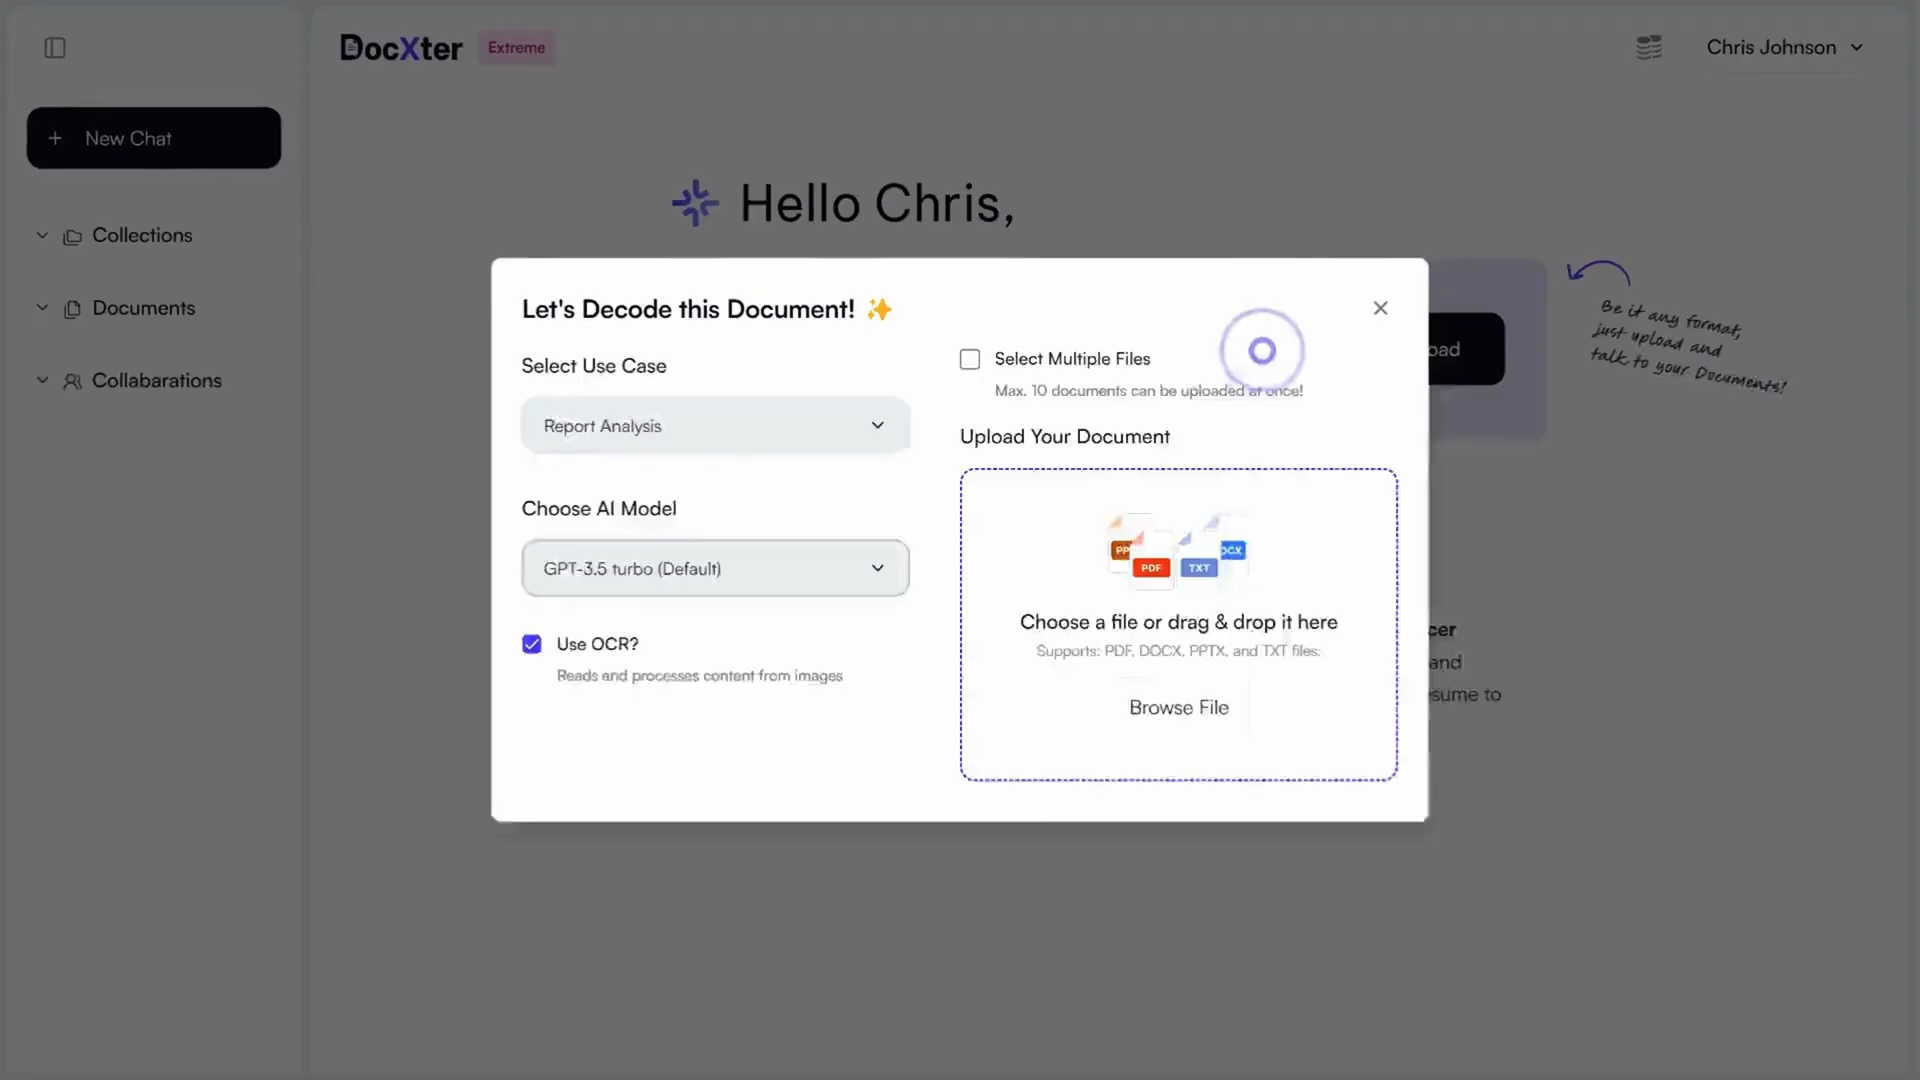 DocXter
Extreme
Chris Johnson
New Chat
Collections
Documents
Collabarations
Hello Chris,
Be it any format,
just upload and
talk to your Documents!
Let's Decode this Document!
Select Use Case
Report Analysis
Choose AI Model
GPT-3.5 turbo (Default)
Use OCR?
Reads and processes content from images
Select Multiple Files
Max. 10 documents can be uploaded at once!
Upload Your Document
PDF
TXT
Choose a file or drag & drop it here
Supports: PDF, DOCX, PPTX, and TXT files.
Browse File
and
to